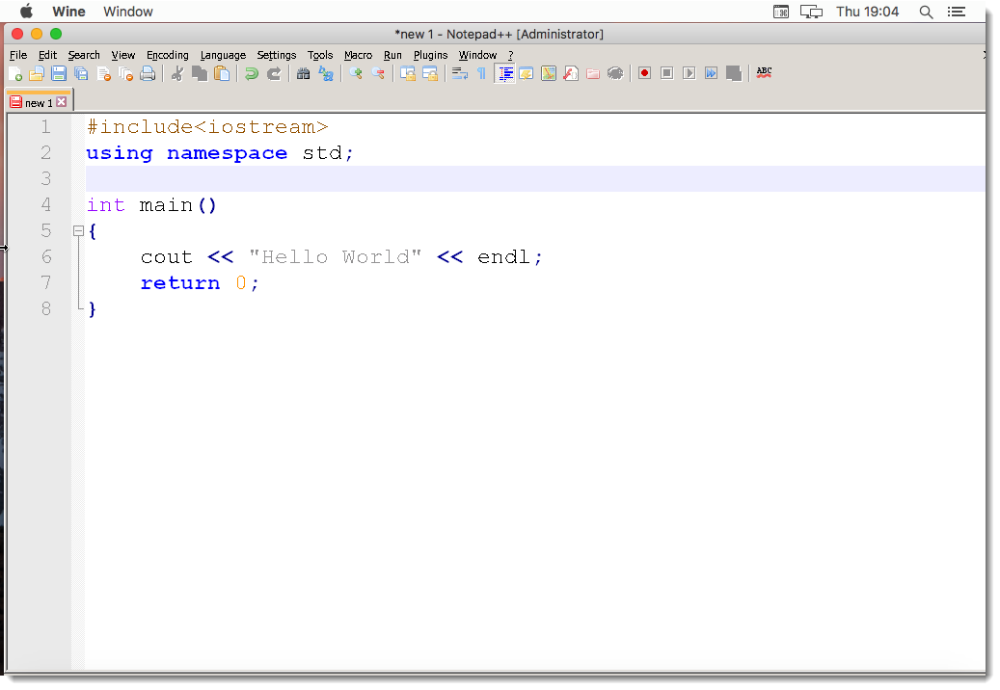 Wine Window Thu 19:04
*new 1 - Notepad++ [Administrator]
File Edit Search View Encoding Language Settings Tools Macro Run Plugins Window ?
ABC
new 1
1 #include<iostream>
2 using namespace std;
3
4 int main()
5 {
6 cout << "Hello World" << endl;
7 return 0;
8 }